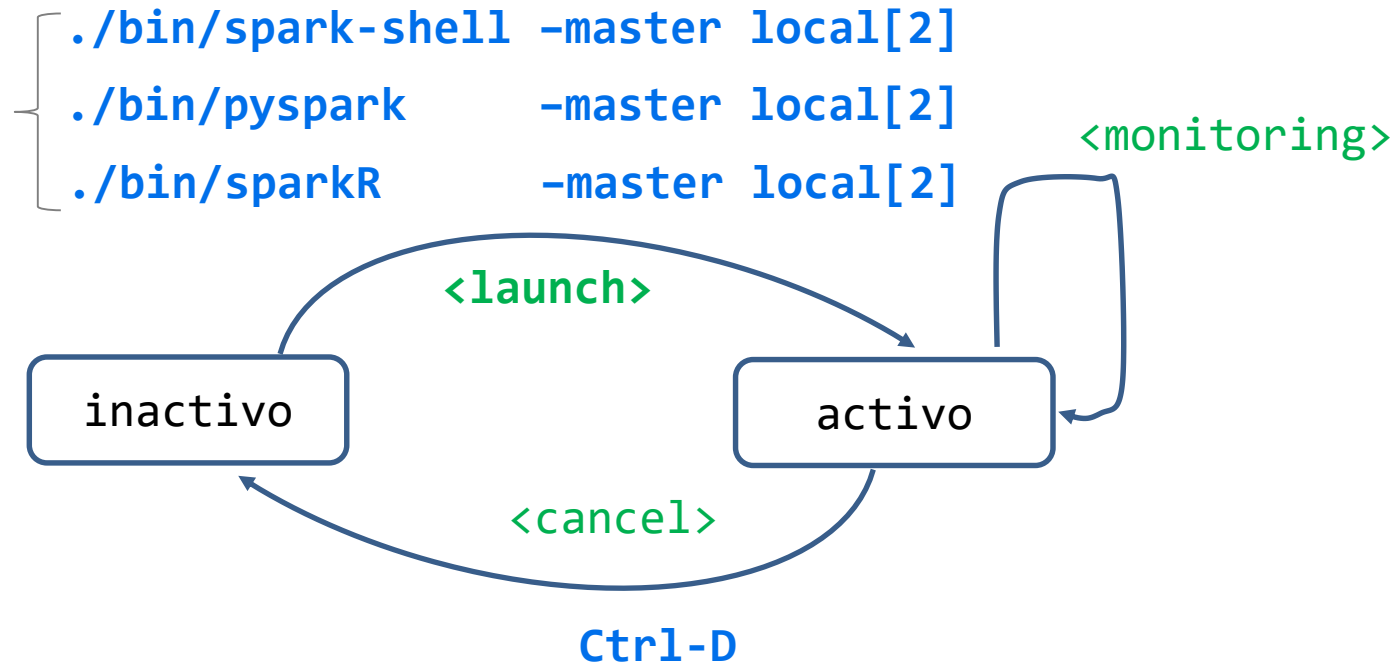 ./bin/spark-shell –master local[2]
./bin/pyspark –master local[2]
./bin/sparkR –master local[2]
<monitoring>
<launch>
inactivo
activo
<cancel>
Ctrl-D